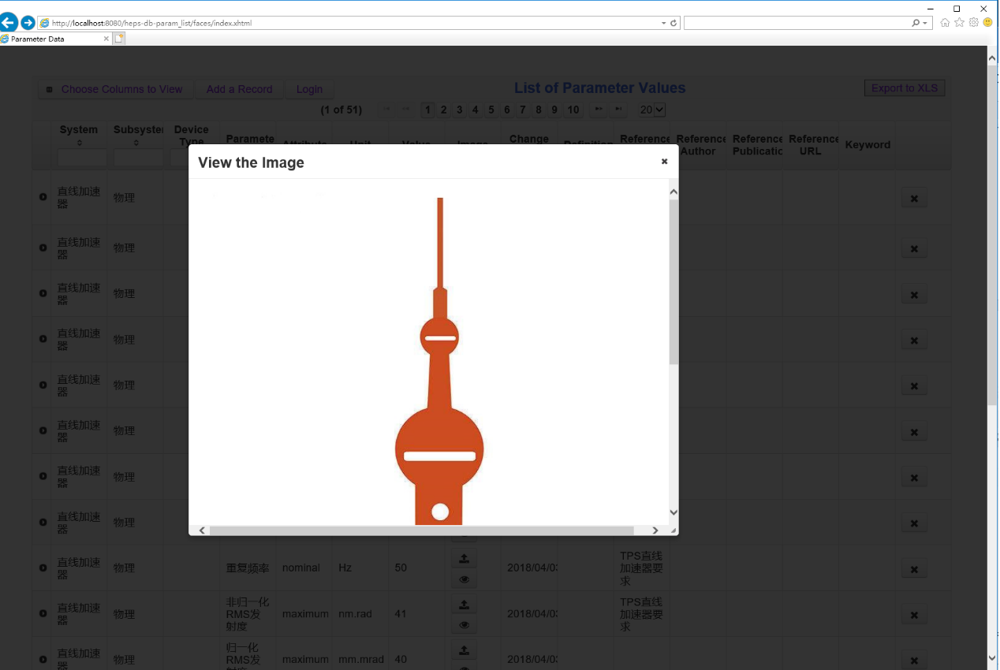 http://localhost:8080/heps-db-param_list/faces/index.xhtml
Parameter Data
Choose Columns to View
Add a Record
Login
List of Parameter Values
Export to XLS
(1 of 51)
1 2 3 4 5 6 7 8 9 10
20
System
Subsyste
Device
Type
Paramete
Attribute
Unit
Value
Image
Change
Definition
Reference
Reference
Author
Reference
Publicatic
Reference
URL
Keyword
View the Image
直线加速
器
物理
直线加速
器
物理
直线加速
器
物理
直线加速
器
物理
直线加速
器
物理
直线加速
器
物理
直线加速
器
物理
直线加速
器
物理
直线加速
器
物理
重复频率
nominal
Hz
50
2018/04/0
TPS直线
加速器要
求
直线加速
器
物理
非归一化
RMS发
射度
maximum
nm.rad
41
2018/04/0
TPS直线
加速器要
求
直线加速
器
物理
归一化
RMS发
maximum
mm.mrad
40
2018/04/0